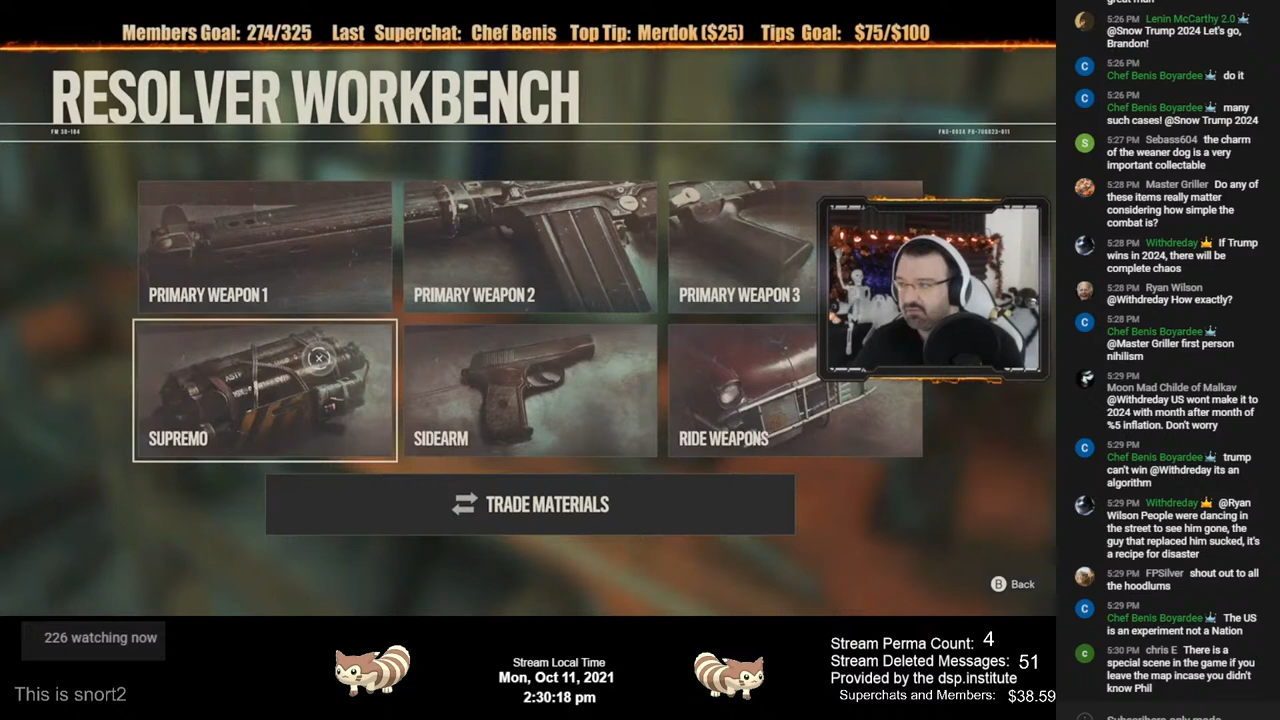 Members Goal: 274/325 Last Superchat: Chef Benis Top Tip: Merdok ($25) Tips Goal: $75/$100
RESOLVER WORKBENCH
PRIMARY WEAPON 1
PRIMARY WEAPON 2
PRIMARY WEAPON 3
SUPREMO
SIDEARM
RIDE WEAPONS
TRADE MATERIALS
B Back
226 watching now
This is snort2
Stream Local Time
Mon, Oct 11, 2021
2:30:18 pm
Stream Perma Count: 4
Stream Deleted Messages: 51
Provided by the dsp.institute
Superchats and Members: $38.59
great man
5:26 PM Lenin McCarthy 2.0
@Snow Trump 2024 Let's go,
Brandon!
5:26 PM
Chef Benis Boyardee do it
5:26 PM
Chef Benis Boyardee many
such cases! @Snow Trump 2024
5:27 PM Sebass604 the charm
of the weaner dog is a very
important collectable
5:28 PM Master Griller Do any of
these items really matter
considering how simple the
combat is?
5:28 PM Withdreday If Trump
wins in 2024, there will be
complete chaos
5:28 PM Ryan Wilson
@Withdreday How exactly?
5:28 PM
Chef Benis Boyardee
@Master Griller first person
nihilism
5:29 PM
Moon Mad Childe of Malkav
@Withdreday US wont make it to
2024 with month after month of
%5 inflation. Don't worry
5:29 PM
Chef Benis Boyardee trump
can't win @Withdreday its an
algorithm
5:29 PM Withdreday @Ryan
Wilson People were dancing in
the street to see him gone, the
guy that replaced him sucked, it's
a recipe for disaster
5:29 PM FPSilver shout out to all
the hoodlums
5:29 PM
Chef Benis Boyardee The US
is an experiment not a Nation
5:30 PM chris E There is a
special scene in the game if you
leave the map incase you didn't
know Phil
Subscribers-only mode